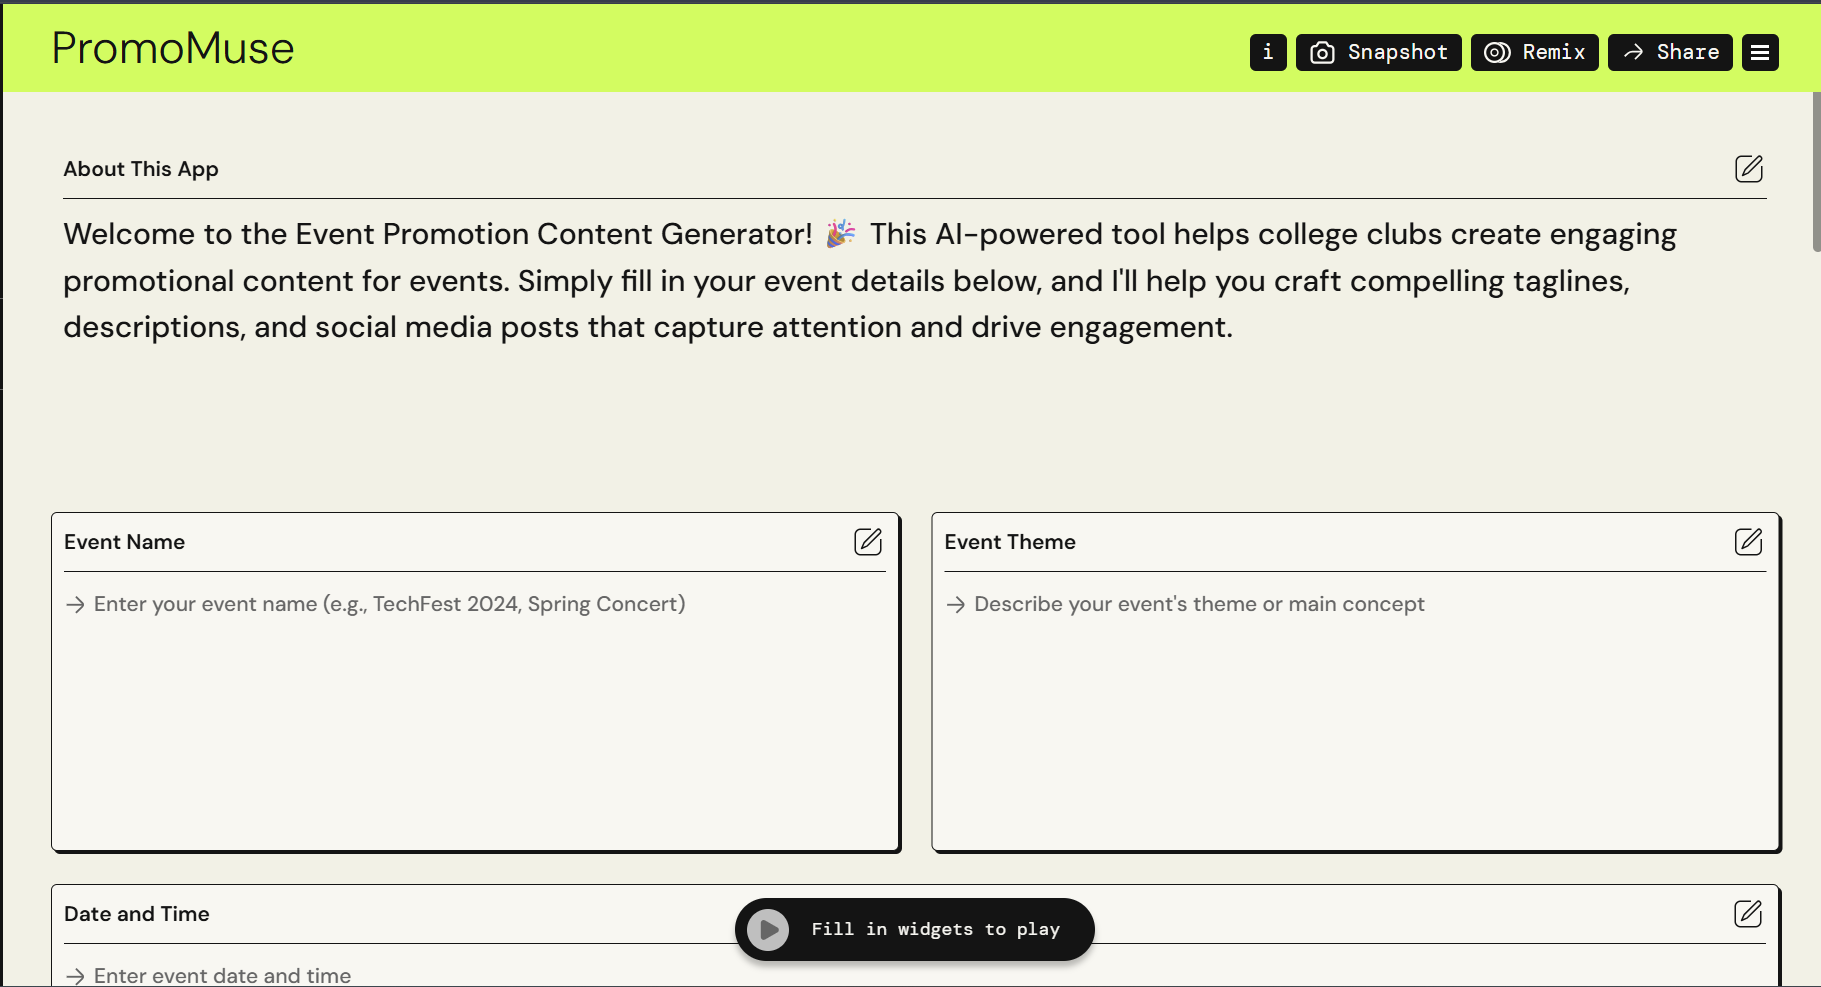 PromoMuse
i Snapshot Remix Share
About This App
Welcome to the Event Promotion Content Generator! 🎉 This AI-powered tool helps college clubs create engaging
promotional content for events. Simply fill in your event details below, and I'll help you craft compelling taglines,
descriptions, and social media posts that capture attention and drive engagement.
Event Name
→ Enter your event name (e.g., TechFest 2024, Spring Concert)
Event Theme
→ Describe your event's theme or main concept
Date and Time
→ Enter event date and time
Fill in widgets to play